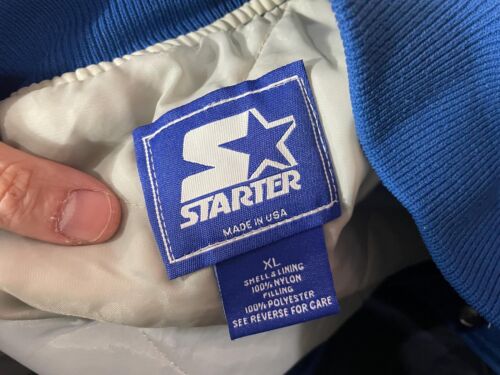 STARTER
MADE IN USA
XL
SHELL & LINING
100% NYLON
FILLING
100% POLYESTER
SEE REVERSE FOR CARE